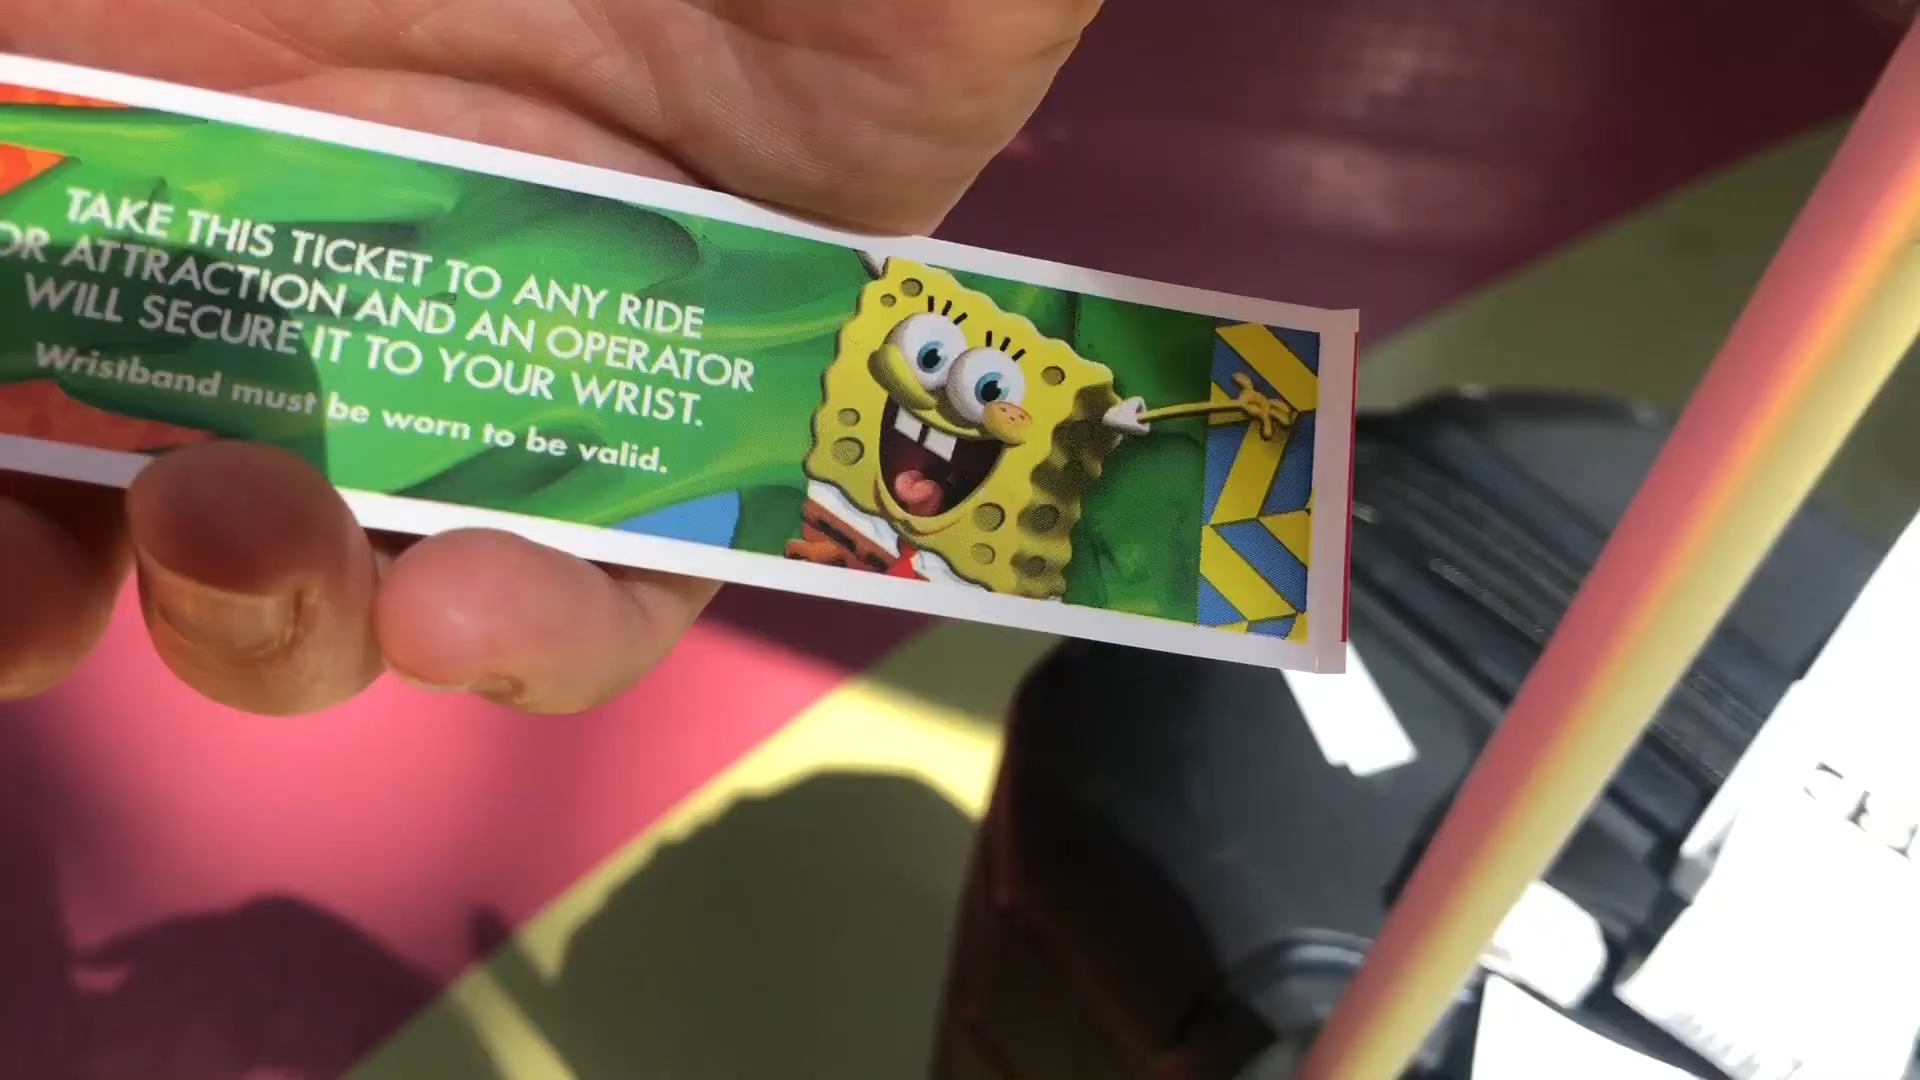 TAKE THIS TICKET TO ANY RIDE
OR ATTRACTION AND AN OPERATOR
WILL SECURE IT TO YOUR WRIST.
Wristband must be worn to be valid.